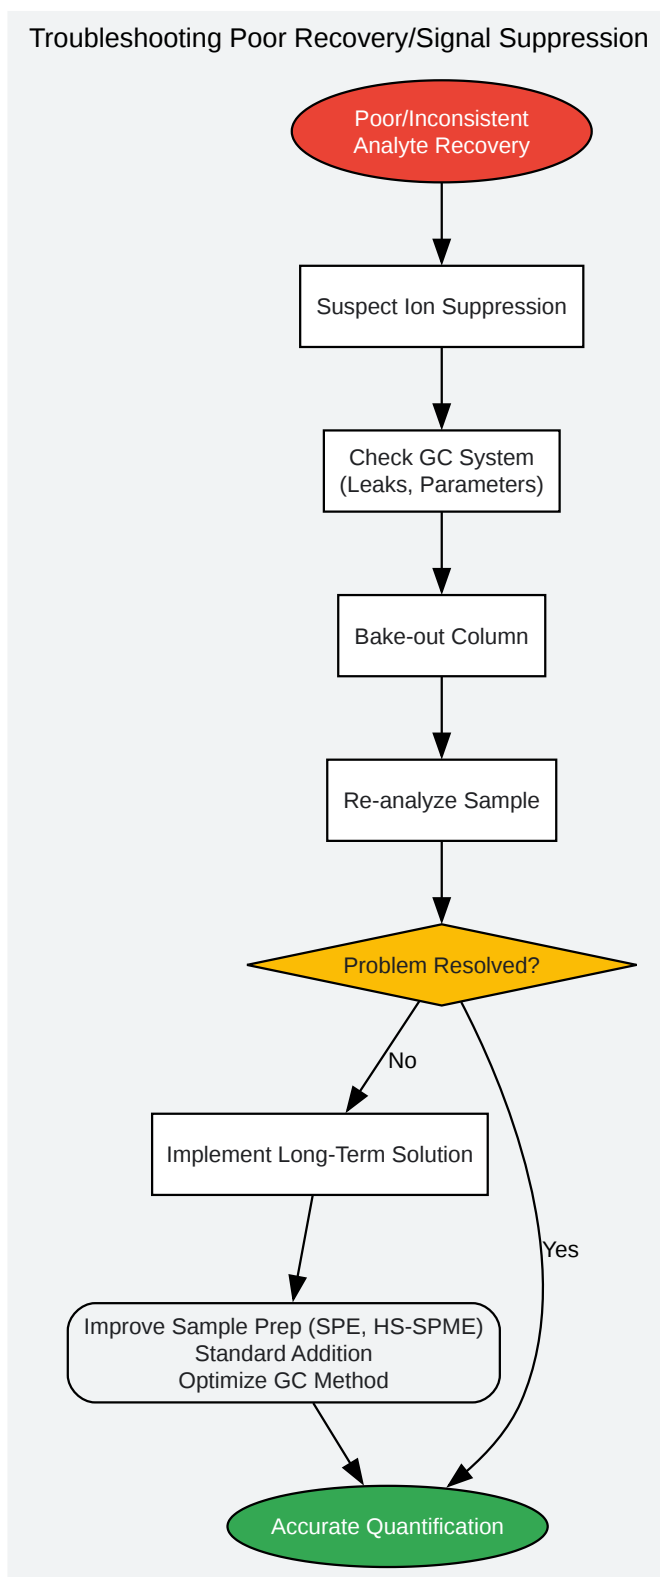 Troubleshooting Poor Recovery/Signal Suppression
Poor/Inconsistent
Analyte Recovery
Suspect Ion Suppression
Check GC System
(Leaks, Parameters)
Bake-out Column
Re-analyze Sample
Problem Resolved?
No
Implement Long-Term Solution
Yes
Improve Sample Prep (SPE, HS-SPME)
Standard Addition
Optimize GC Method
Accurate Quantification